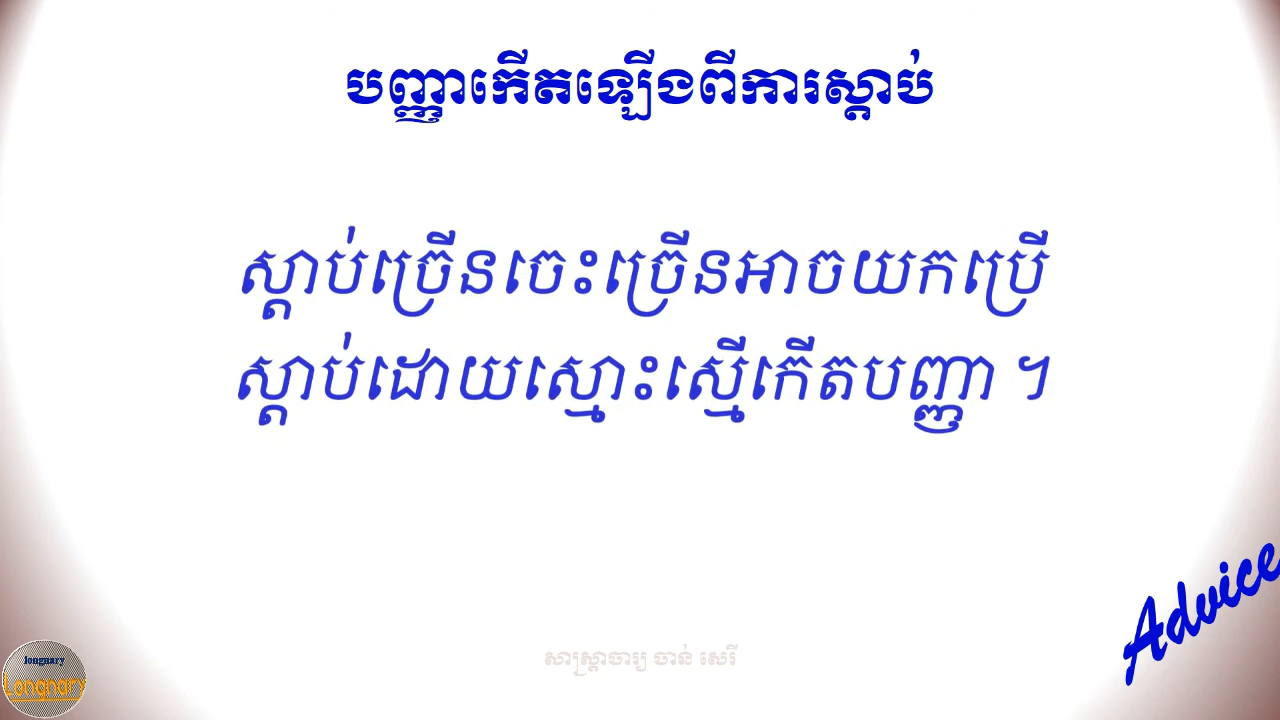 បញ្ញាកើតឡើងពីការស្តាប់
ស្តាប់ច្រើនចេះច្រើនអាចយកប្រើ
ស្តាប់ដោយស្មោះស្មើកើតបញ្ញា ។
Advice
longnary
Longnary
សាស្ត្រាចារ្យ ចាន់ សេរី